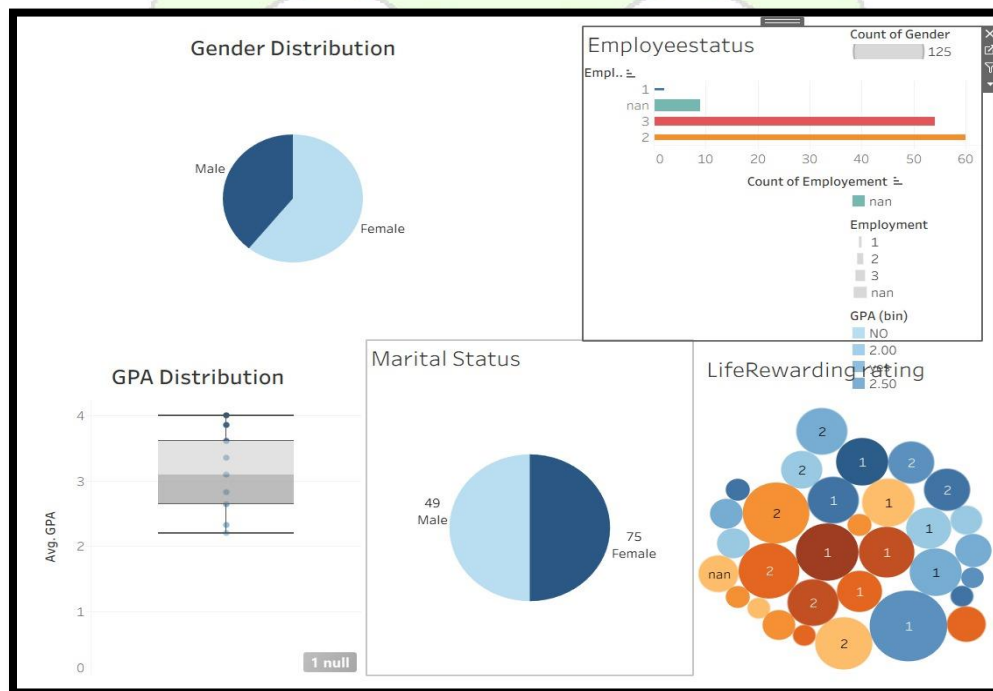 Gender Distribution
Male
Female
Employeestatus
Count of Gender
125
Empl..
1
nan
3
2
0 10 20 30 40 50 60
Count of Employement
nan
Employment
1
2
3
nan
GPA (bin)
NO
2.00
yes
2.50
GPA Distribution
4
3
2
1
0
Avg. GPA
1 null
Marital Status
49
Male
75
Female
LifeRewarding rating
2
2
1
2
2
2
1
1
1
1
1
2
1
nan
1
2
1
1
2